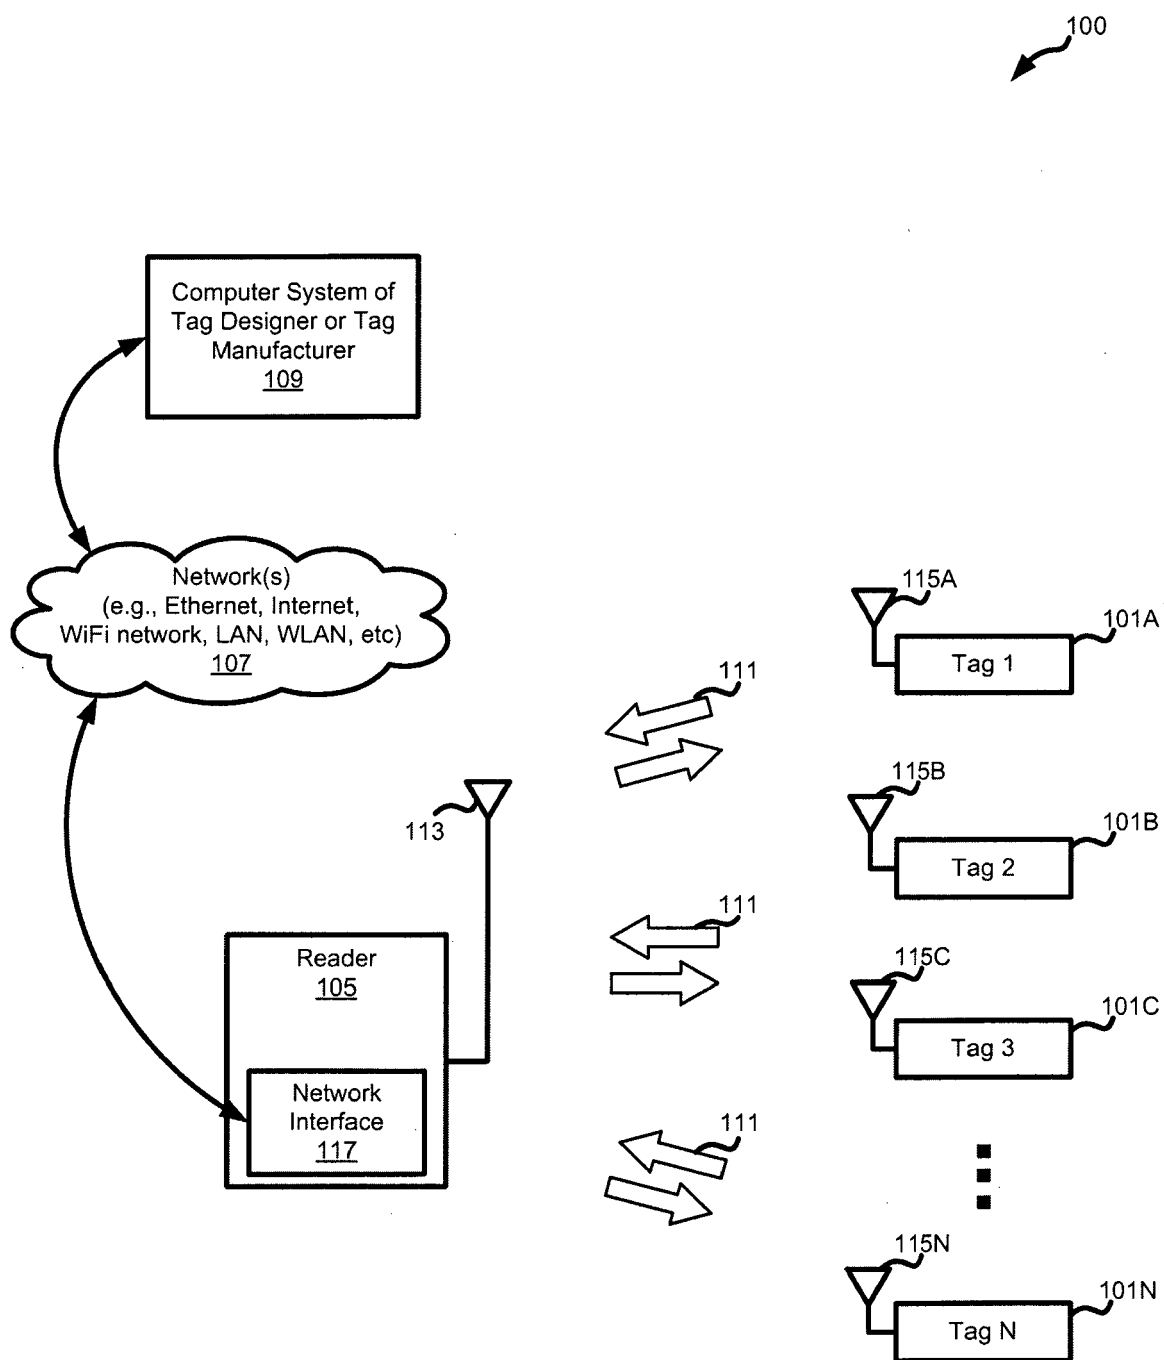 100
Computer System of
Tag Designer or Tag
Manufacturer
109
Network(s)
(e.g., Ethernet, Internet,
WiFi network, LAN, WLAN, etc)
107
115A
101A
Tag 1
111
113
115B
101B
Tag 2
111
Reader
105
115C
101C
Tag 3
Network
Interface
117
111
115N
101N
Tag N